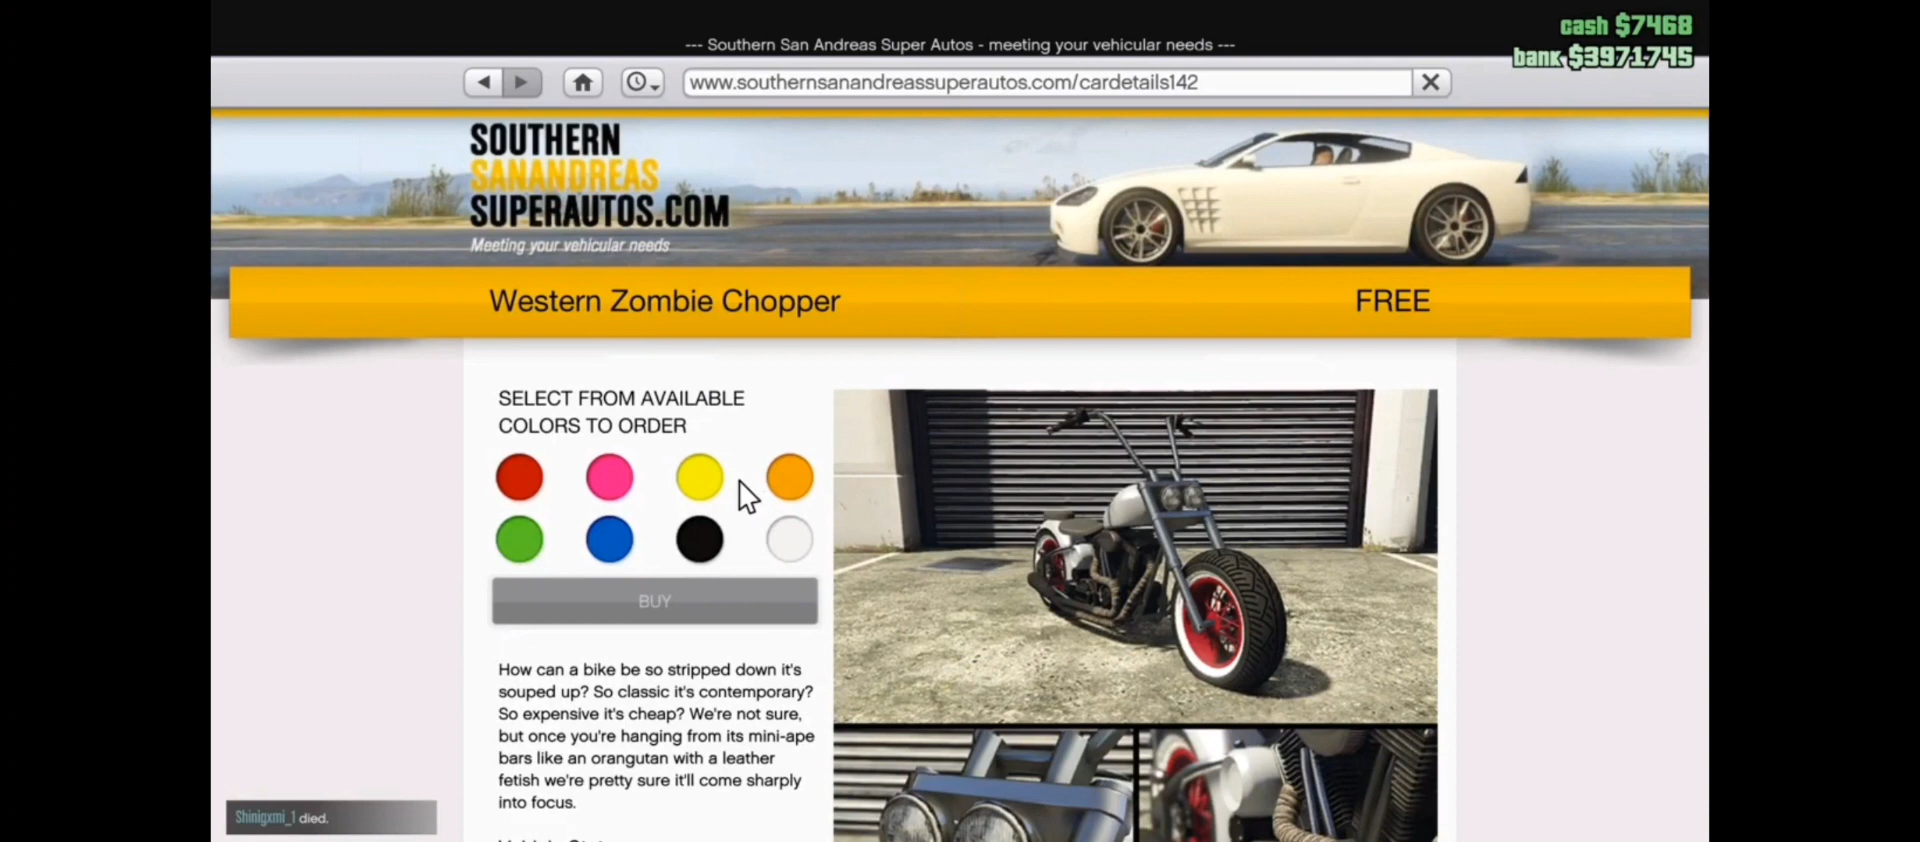 cash $7468
--- Southern San Andreas Super Autos - meeting your vehicular needs ---
bank $3971745
www.southernsanandreassuperautos.com/cardetails142
SOUTHERN
SANANDREAS
SUPERAUTOS.COM
Meeting your vehicular needs
Western Zombie Chopper
FREE
SELECT FROM AVAILABLE
COLORS TO ORDER
BUY
How can a bike be so stripped down it's
souped up? So classic it's contemporary?
So expensive it's cheap? We're not sure,
but once you're hanging from its mini-ape
bars like an orangutan with a leather
fetish we're pretty sure it'll come sharply
into focus.
Shinigxmi_1 died.